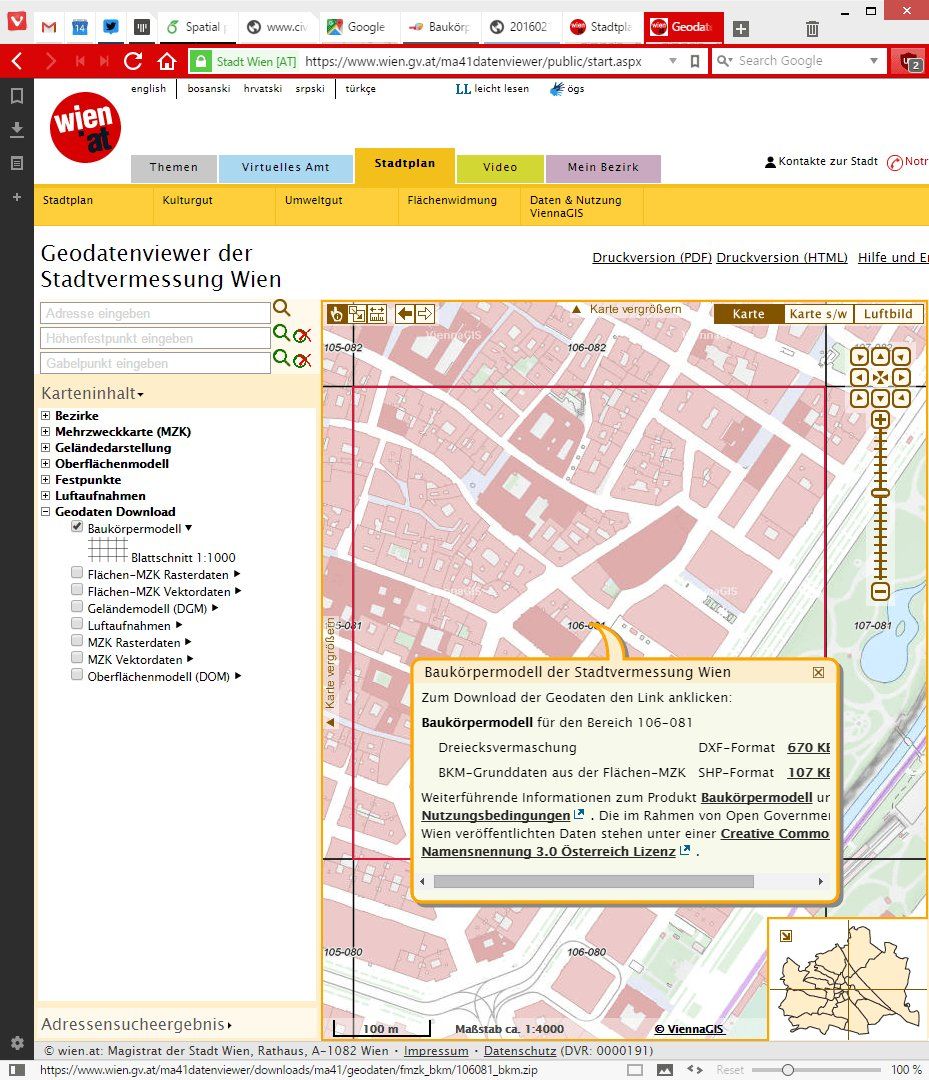 Spatial p
www.civ
Google
Baukörp
201602
Stadtpla
Geodate
Stadt Wien [AT]
https://www.wien.gv.at/ma41datenviewer/public/start.aspx
Search Google
2
english
bosanski
hrvatski
srpski
türkçe
LL leicht lesen
ögs
wien.at
Themen
Virtuelles Amt
Stadtplan
Video
Mein Bezirk
Kontakte zur Stadt
Notr
Stadtplan
Kulturgut
Umweltgut
Flächenwidmung
Daten & Nutzung
ViennaGIS
Geodatenviewer der
Stadtvermessung Wien
Druckversion (PDF)
Druckversion (HTML)
Hilfe und Er
Adresse eingeben
Höhenfestpunkt eingeben
Gabelpunkt eingeben
Karteninhalt
Bezirke
Mehrzweckkarte (MZK)
Geländedarstellung
Oberflächenmodell
Festpunkte
Luftaufnahmen
Geodaten Download
Baukörpermodell
Blattschnitt 1:1000
Flächen-MZK Rasterdaten
Flächen-MZK Vektordaten
Geländemodell (DGM)
Luftaufnahmen
MZK Rasterdaten
MZK Vektordaten
Oberflächenmodell (DOM)
Adressensucheergebnis
Karte vergrößern
Karte
Karte s/w
Luftbild
ViennaGIS
105-082
106-082
107-082
Karte vergrößern
ViennaGIS
105-081
106-081
107-081
Baukörpermodell der Stadtvermessung Wien
Zum Download der Geodaten den Link anklicken:
Baukörpermodell für den Bereich 106-081
Dreiecksvermaschung DXF-Format 670 KB
BKM-Grunddaten aus der Flächen-MZK SHP-Format 107 KB
Weiterführende Informationen zum Produkt Baukörpermodell ur
Nutzungsbedingungen . Die im Rahmen von Open Governmer
Wien veröffentlichten Daten stehen unter einer Creative Commo
Namensnennung 3.0 Österreich Lizenz .
105-080
106-080
100 m
Maßstab ca. 1:4000
© ViennaGIS
© wien.at: Magistrat der Stadt Wien, Rathaus, A-1082 Wien · Impressum · Datenschutz (DVR: 0000191)
https://www.wien.gv.at/ma41datenviewer/downloads/ma41/geodaten/fmzk_bkm/106081_bkm.zip
Reset
100 %